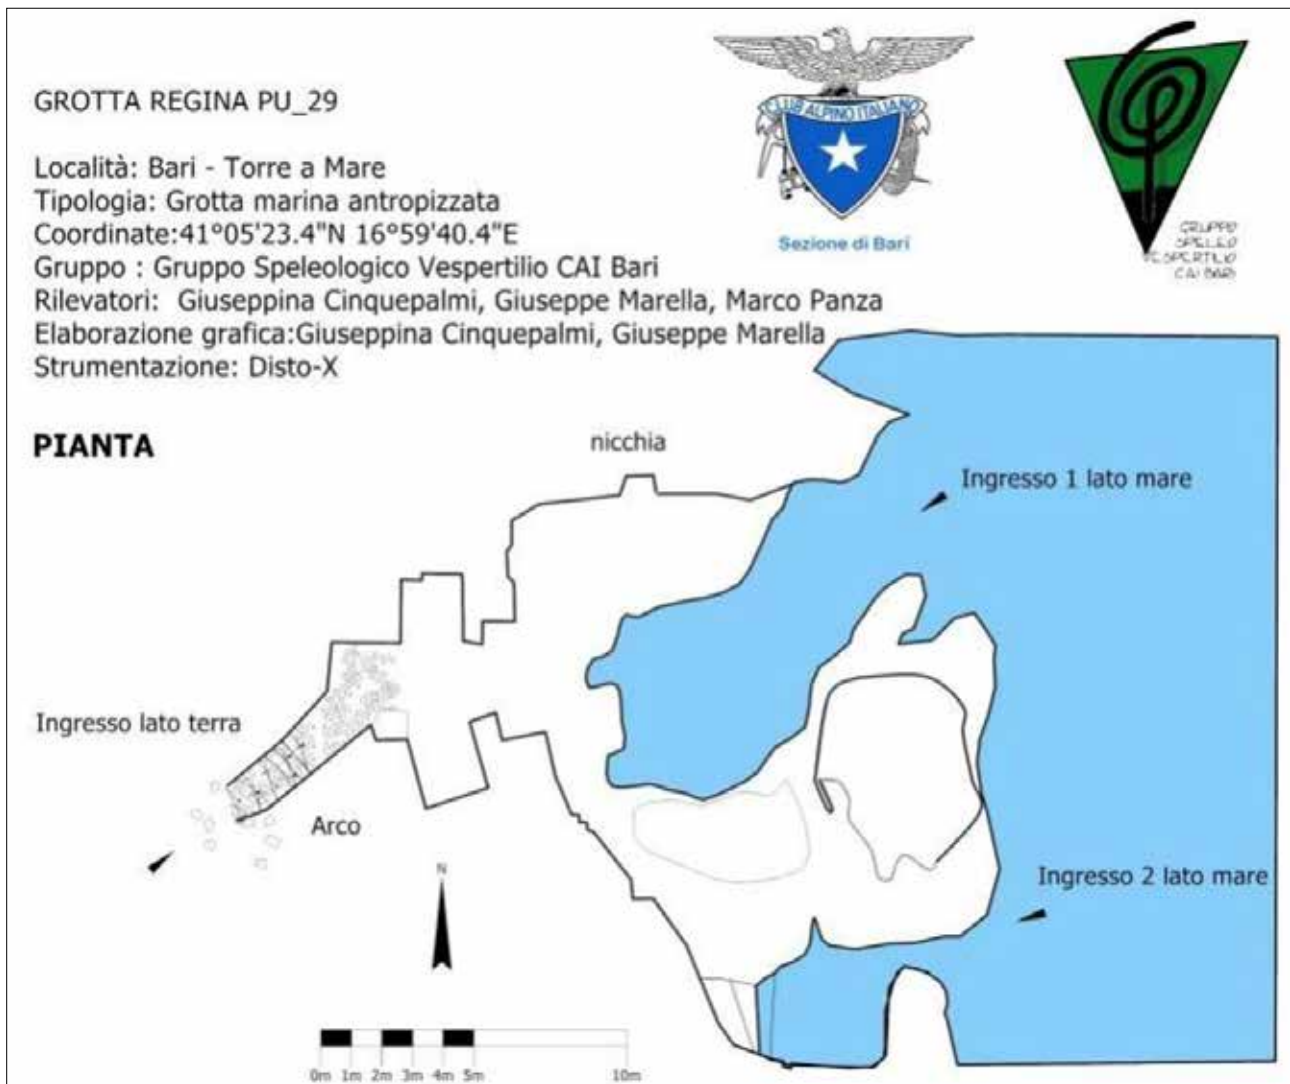 GROTTA REGINA PU_29
Località: Bari - Torre a Mare
Tipologia: Grotta marina antropizzata
Coordinate:41°05'23.4"N 16°59'40.4"E
Gruppo : Gruppo Speleologico Vespertilio CAI Bari
Rilevatori: Giuseppina Cinquepalmi, Giuseppe Marella, Marco Panza
Elaborazione grafica:Giuseppina Cinquepalmi, Giuseppe Marella
Strumentazione: Disto-X
CLUB ALPINO ITALIANO
Sezione di Bari
GRUPPO
SPELEO
VESPERTILIO
CAI BARI
PIANTA
nicchia
Ingresso 1 lato mare
Ingresso lato terra
Arco
Ingresso 2 lato mare
N
0m 1m 2m 3m 4m 5m 10m